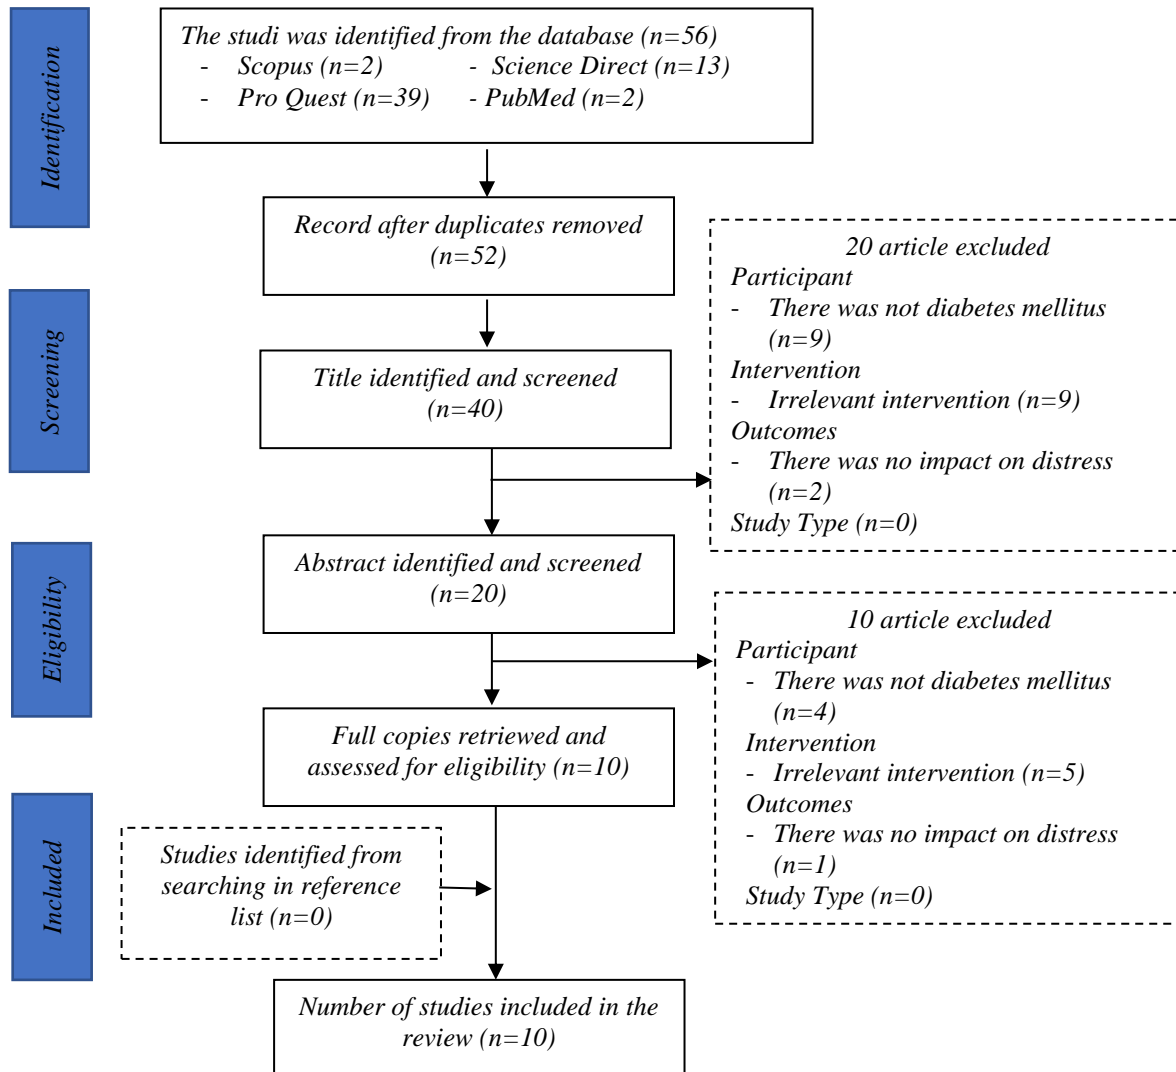 Identification
The studi was identified from the database (n=56)
- Scopus (n=2) - Science Direct (n=13)
- Pro Quest (n=39) - PubMed (n=2)
Record after duplicates removed
(n=52)
Screening
Title identified and screened
(n=40)
20 article excluded
Participant
- There was not diabetes mellitus
(n=9)
Intervention
- Irrelevant intervention (n=9)
Outcomes
- There was no impact on distress
(n=2)
Study Type (n=0)
Eligibility
Abstract identified and screened
(n=20)
10 article excluded
Participant
- There was not diabetes mellitus
(n=4)
Intervention
- Irrelevant intervention (n=5)
Outcomes
- There was no impact on distress
(n=1)
Study Type (n=0)
Full copies retrieved and
assessed for eligibility (n=10)
Included
Studies identified from
searching in reference
list (n=0)
Number of studies included in the
review (n=10)